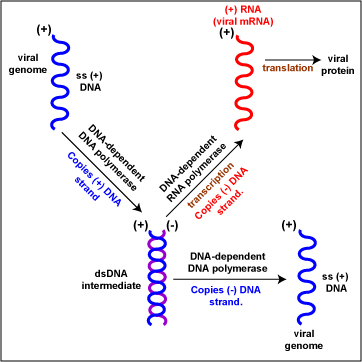 (+)
viral
genome
ss (+)
DNA
DNA-dependent
DNA polymerase
Copies (+) DNA
strand
(+) RNA
(viral mRNA)
(+)
translation
viral
protein
DNA-dependent
RNA polymerase
transcription
Copies (-) DNA
strand.
(+)
(-)
dsDNA
intermediate
DNA-dependent
DNA polymerase
Copies (-) DNA
strand.
(+)
ss (+)
DNA
viral
genome